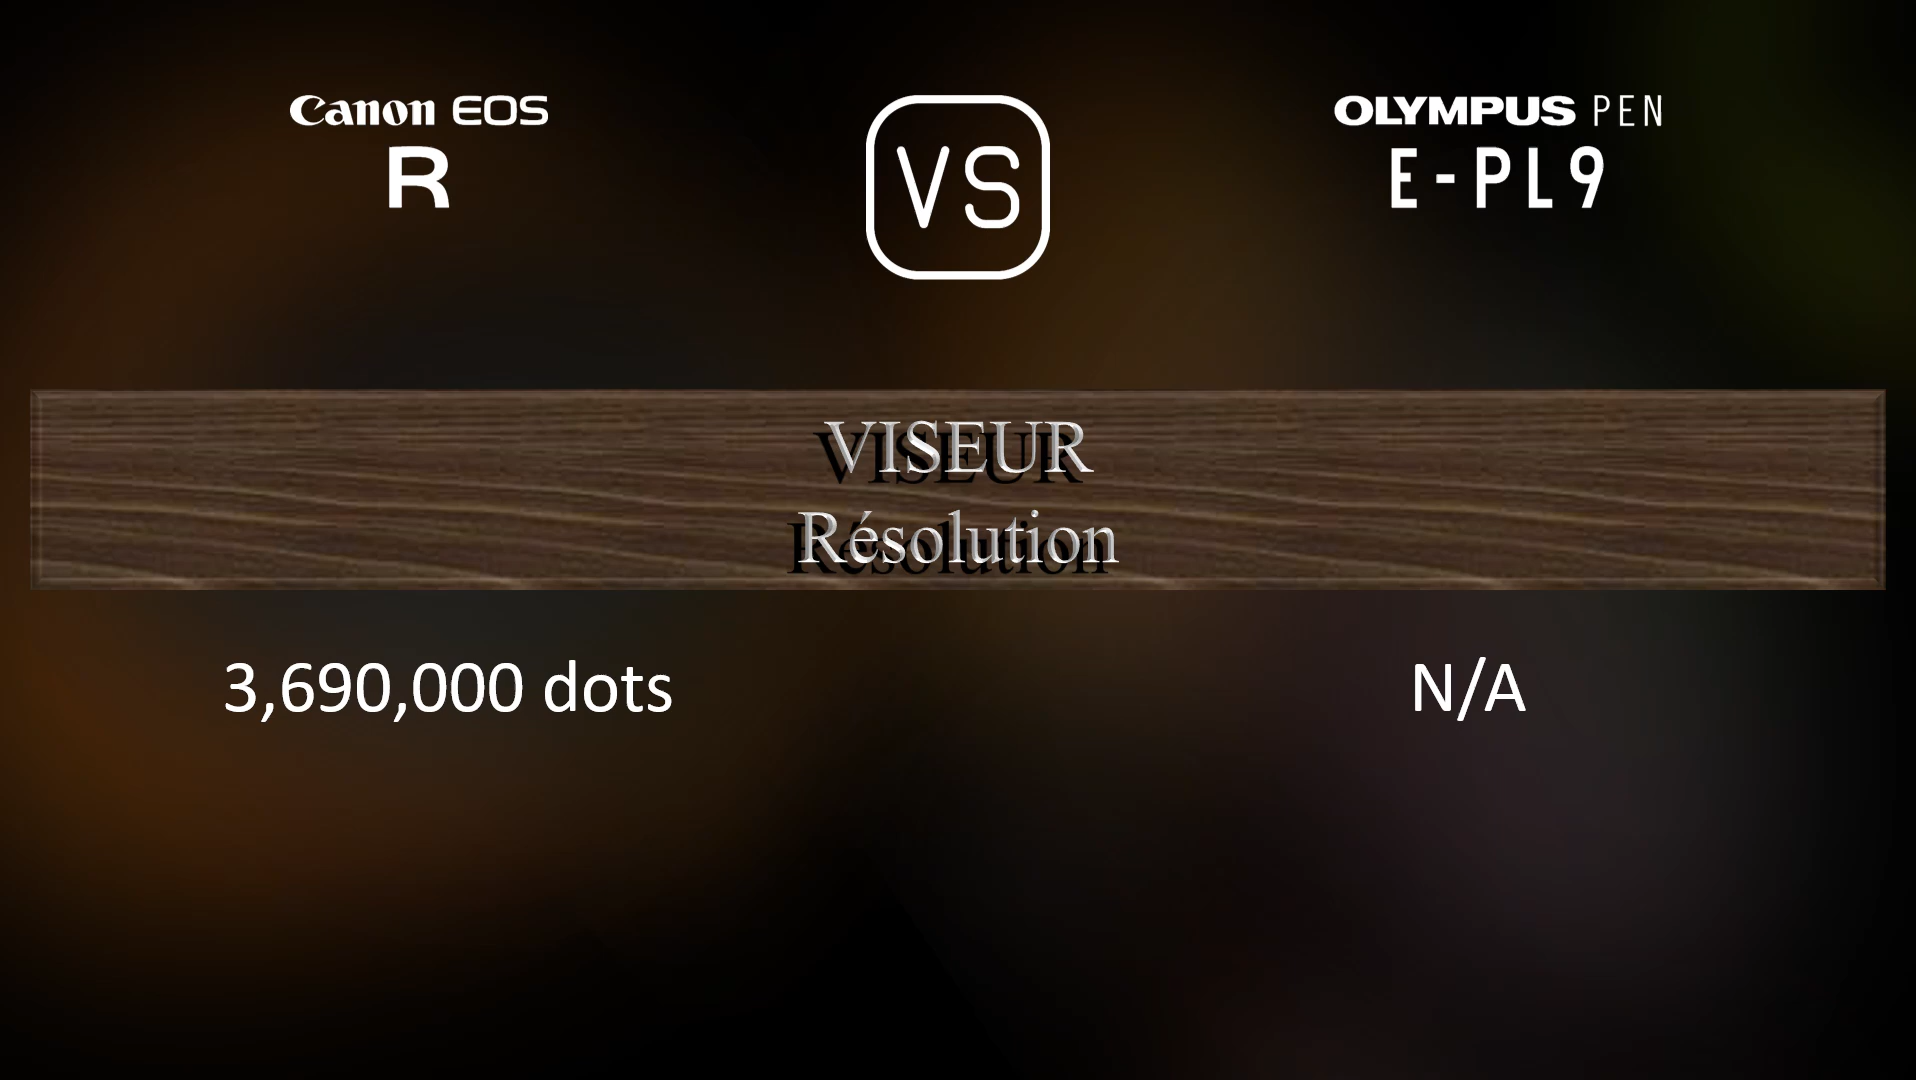 Canon EOS
R
VS
OLYMPUS PEN
E-PL9
VISEUR
Résolution
3,690,000 dots
N/A